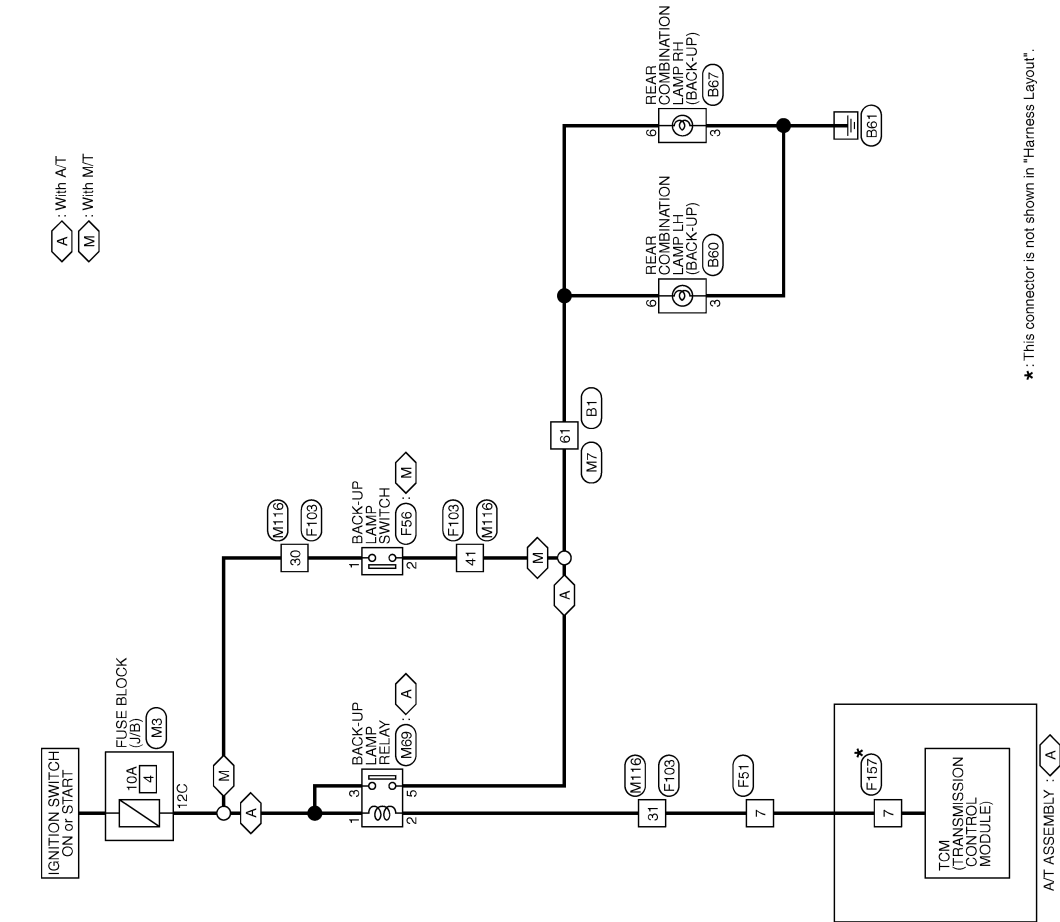 A : With A/T
M : With M/T
IGNITION SWITCH
ON or START
FUSE BLOCK
(J/B)
M3
10A
4
12C
M
A
BACK-UP
LAMP
RELAY
M69 : A
1
3
2
5
M116
F103
30
BACK-UP
LAMP
SWITCH
F56 : M
1
2
41
F103
M116
M
A
61
M7
B1
REAR
COMBINATION
LAMP LH
(BACK-UP)
B60
6
3
REAR
COMBINATION
LAMP RH
(BACK-UP)
B67
6
3
B61
31
M116
F103
7
F51
7
*
F157
TCM
(TRANSMISSION
CONTROL
MODULE)
A/T ASSEMBLY : A
* : This connector is not shown in "Harness Layout".